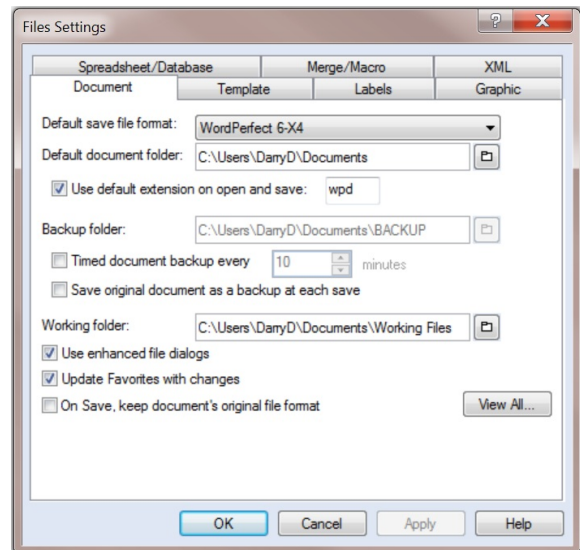 Files Settings
Spreadsheet/Database Merge/Macro XML
Document Template Labels Graphic
Default save file format: WordPerfect 6-X4
Default document folder: C:\Users\DarryD\Documents
Use default extension on open and save: wpd
Backup folder: C:\Users\DarryD\Documents\BACKUP
Timed document backup every 10 minutes
Save original document as a backup at each save
Working folder: C:\Users\DarryD\Documents\Working Files
Use enhanced file dialogs
Update Favorites with changes
On Save, keep document's original file format View All...
OK Cancel Apply Help